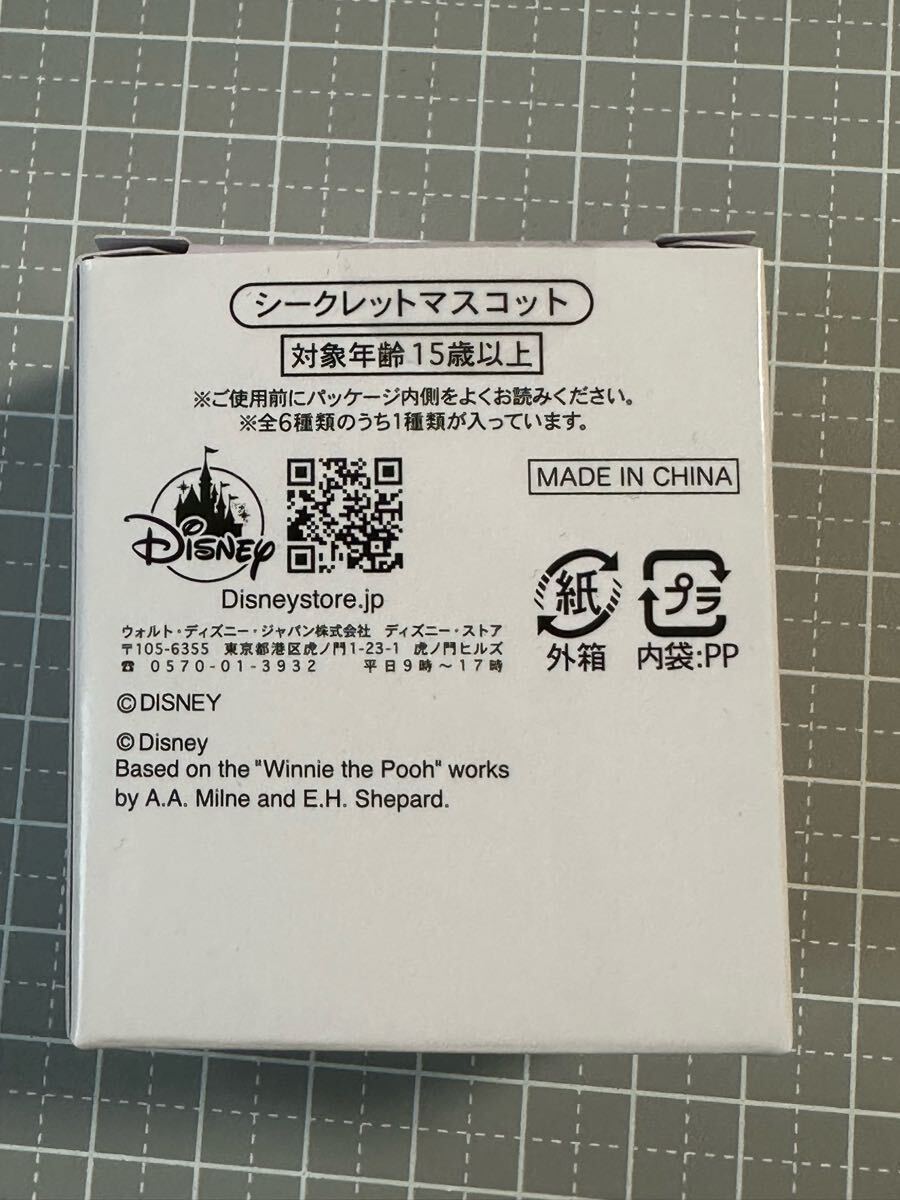 シークレットマスコット
対象年齢15歳以上
※ご使用前にパッケージ内側をよくお読みください。
※全6種類のうち1種類が入っています。
DISNEY
MADE IN CHINA
Disneystore.jp
紙
外箱
プラ
内袋:PP
ウォルト・ディズニー・ジャパン株式会社 ディズニー・ストア
〒105-6355 東京都港区虎ノ門1-23-1 虎ノ門ヒルズ
☎ 0570-01-3932 平日9時～17時
©DISNEY
©Disney
Based on the "Winnie the Pooh" works
by A.A. Milne and E.H. Shepard.